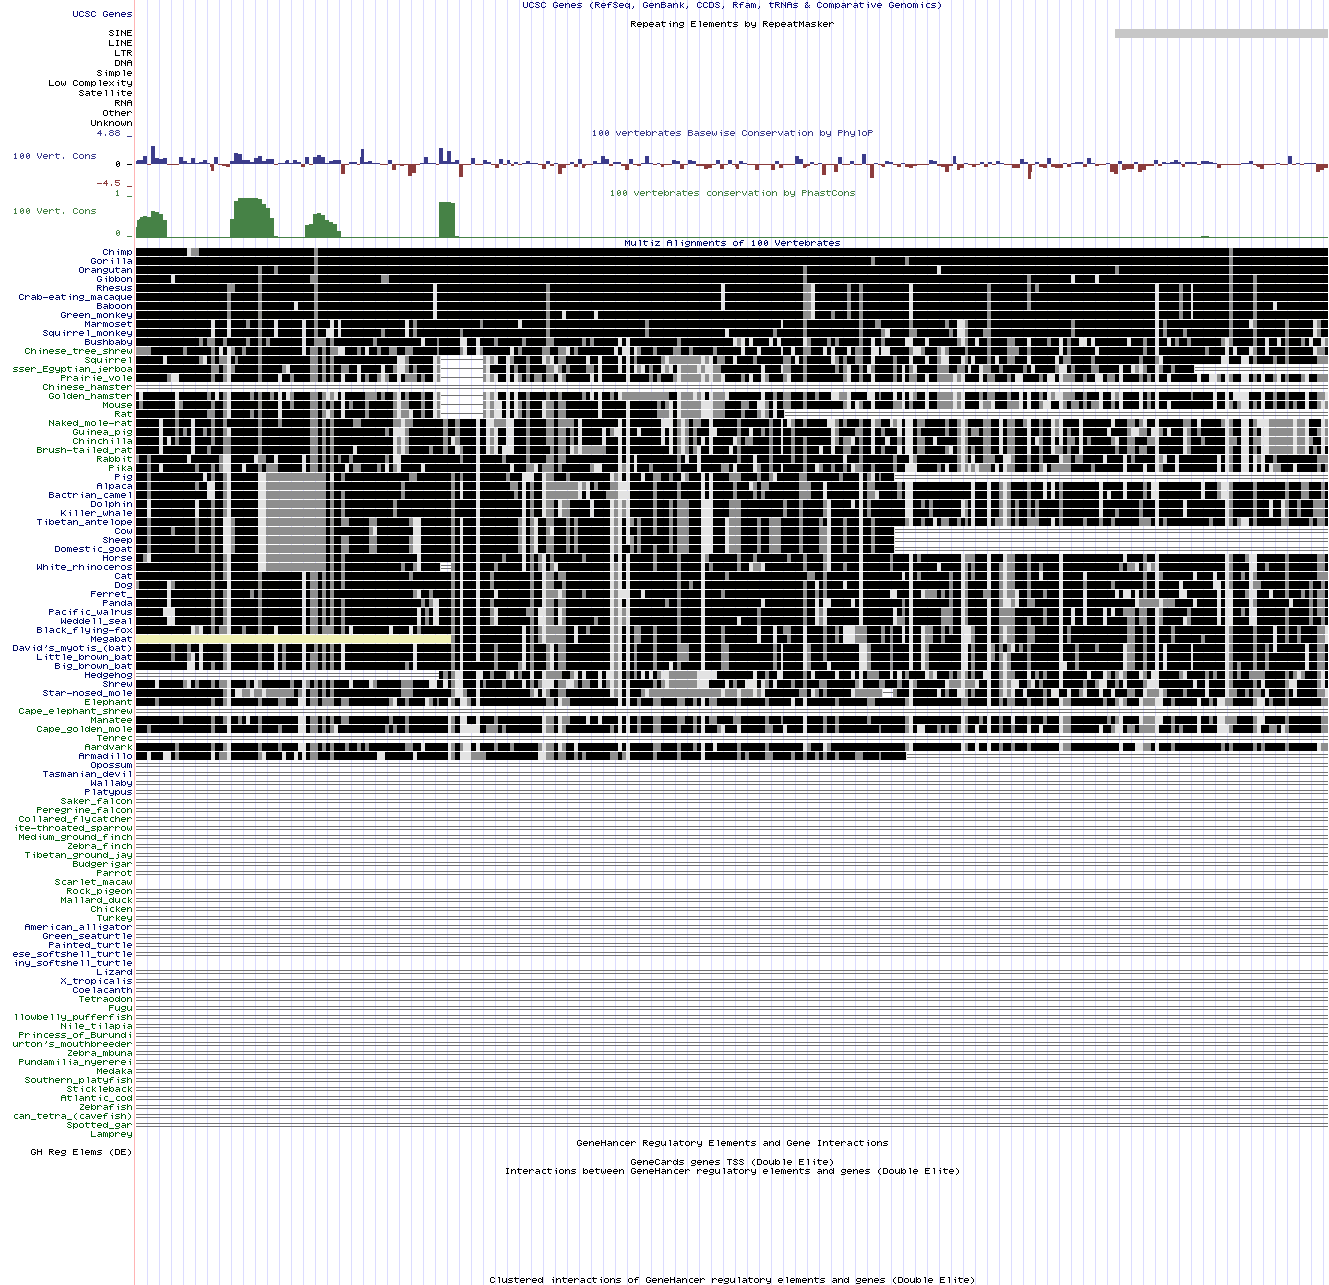 UCSC Genes (RefSeq, GenBank, CCDS, Rfam, tRNAs & Comparative Genomics)
UCSC Genes
Repeating Elements by RepeatMasker
SINE
LINE
LTR
DNA
Simple
Low Complexity
Satellite
RNA
Other
Unknown
4.88 _
100 vertebrates Basewise Conservation by PhyloP
100 Vert. Cons
0 _
-4.5 _
1 _
100 vertebrates conservation by PhastCons
100 Vert. Cons
0 _
Multiz Alignments of 100 Vertebrates
Chimp
Gorilla
Orangutan
Gibbon
Rhesus
Crab-eating_macaque
Baboon
Green_monkey
Marmoset
Squirrel_monkey
Bushbaby
Chinese_tree_shrew
Squirrel
sser_Egyptian_jerboa
Prairie_vole
Chinese_hamster
Golden_hamster
Mouse
Rat
Naked_mole-rat
Guinea_pig
Chinchilla
Brush-tailed_rat
Rabbit
Pika
Pig
Alpaca
Bactrian_camel
Dolphin
Killer_whale
Tibetan_antelope
Cow
Sheep
Domestic_goat
Horse
White_rhinoceros
Cat
Dog
Ferret_
Panda
Pacific_walrus
Weddell_seal
Black_flying-fox
Megabat
David's_myotis_(bat)
Little_brown_bat
Big_brown_bat
Hedgehog
Shrew
Star-nosed_mole
Elephant
Cape_elephant_shrew
Manatee
Cape_golden_mole
Tenrec
Aardvark
Armadillo
Opossum
Tasmanian_devil
Wallaby
Platypus
Saker_falcon
Peregrine_falcon
Collared_flycatcher
ite-throated_sparrow
Medium_ground_finch
Zebra_finch
Tibetan_ground_jay
Budgerigar
Parrot
Scarlet_macaw
Rock_pigeon
Mallard_duck
Chicken
Turkey
American_alligator
Green_seaturtle
Painted_turtle
ese_softshell_turtle
iny_softshell_turtle
Lizard
X_tropicalis
Coelacanth
Tetraodon
Fugu
llowbelly_pufferfish
Nile_tilapia
Princess_of_Burundi
urton's_mouthbreeder
Zebra_mbuna
Pundamilia_nyererei
Medaka
Southern_platyfish
Stickleback
Atlantic_cod
Zebrafish
can_tetra_(cavefish)
Spotted_gar
Lamprey
GeneHancer Regulatory Elements and Gene Interactions
GH Reg Elems (DE)
GeneCards genes TSS (Double Elite)
Interactions between GeneHancer regulatory elements and genes (Double Elite)
Clustered interactions of GeneHancer regulatory elements and genes (Double Elite)